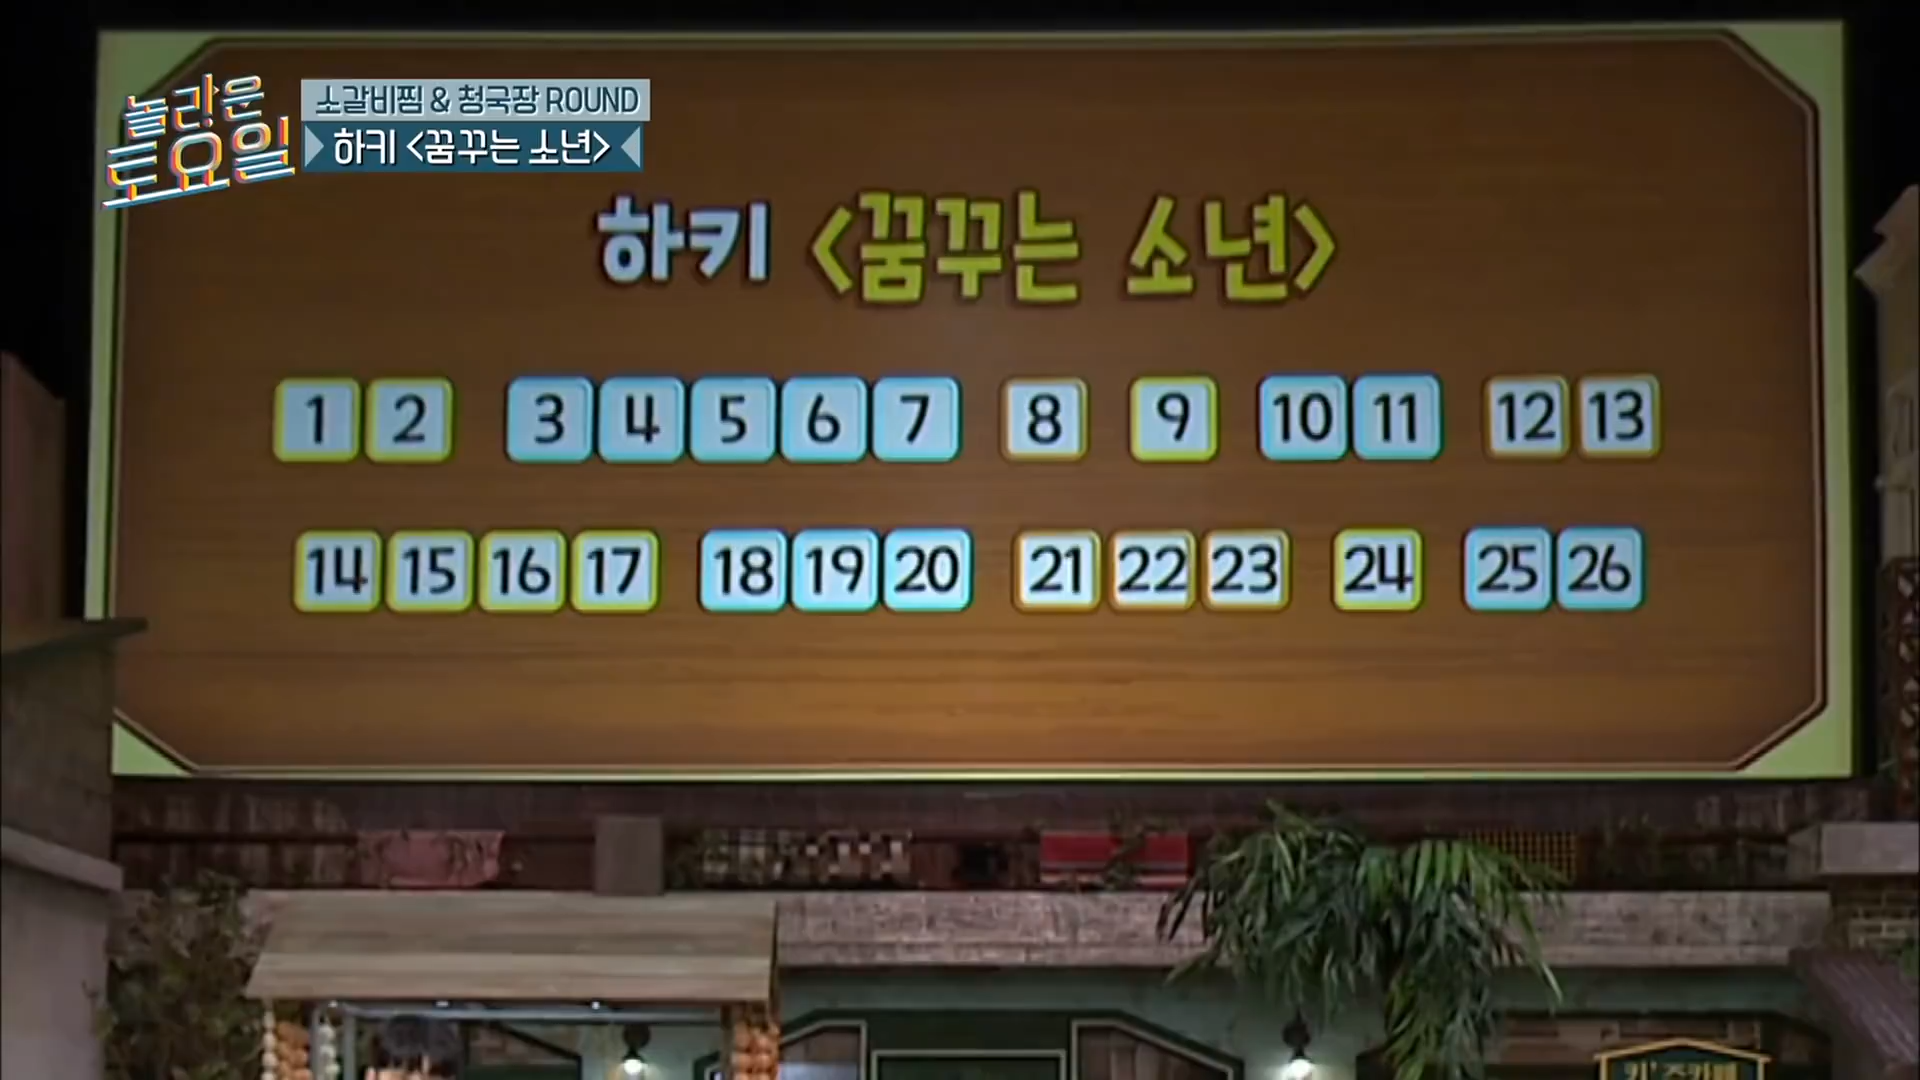 놀라운
토요일
소갈비찜 & 청국장 ROUND
하키 <꿈꾸는 소년>
하키 <꿈꾸는 소년>
1 2 3 4 5 6 7 8 9 10 11 12 13
14 15 16 17 18 19 20 21 22 23 24 25 26